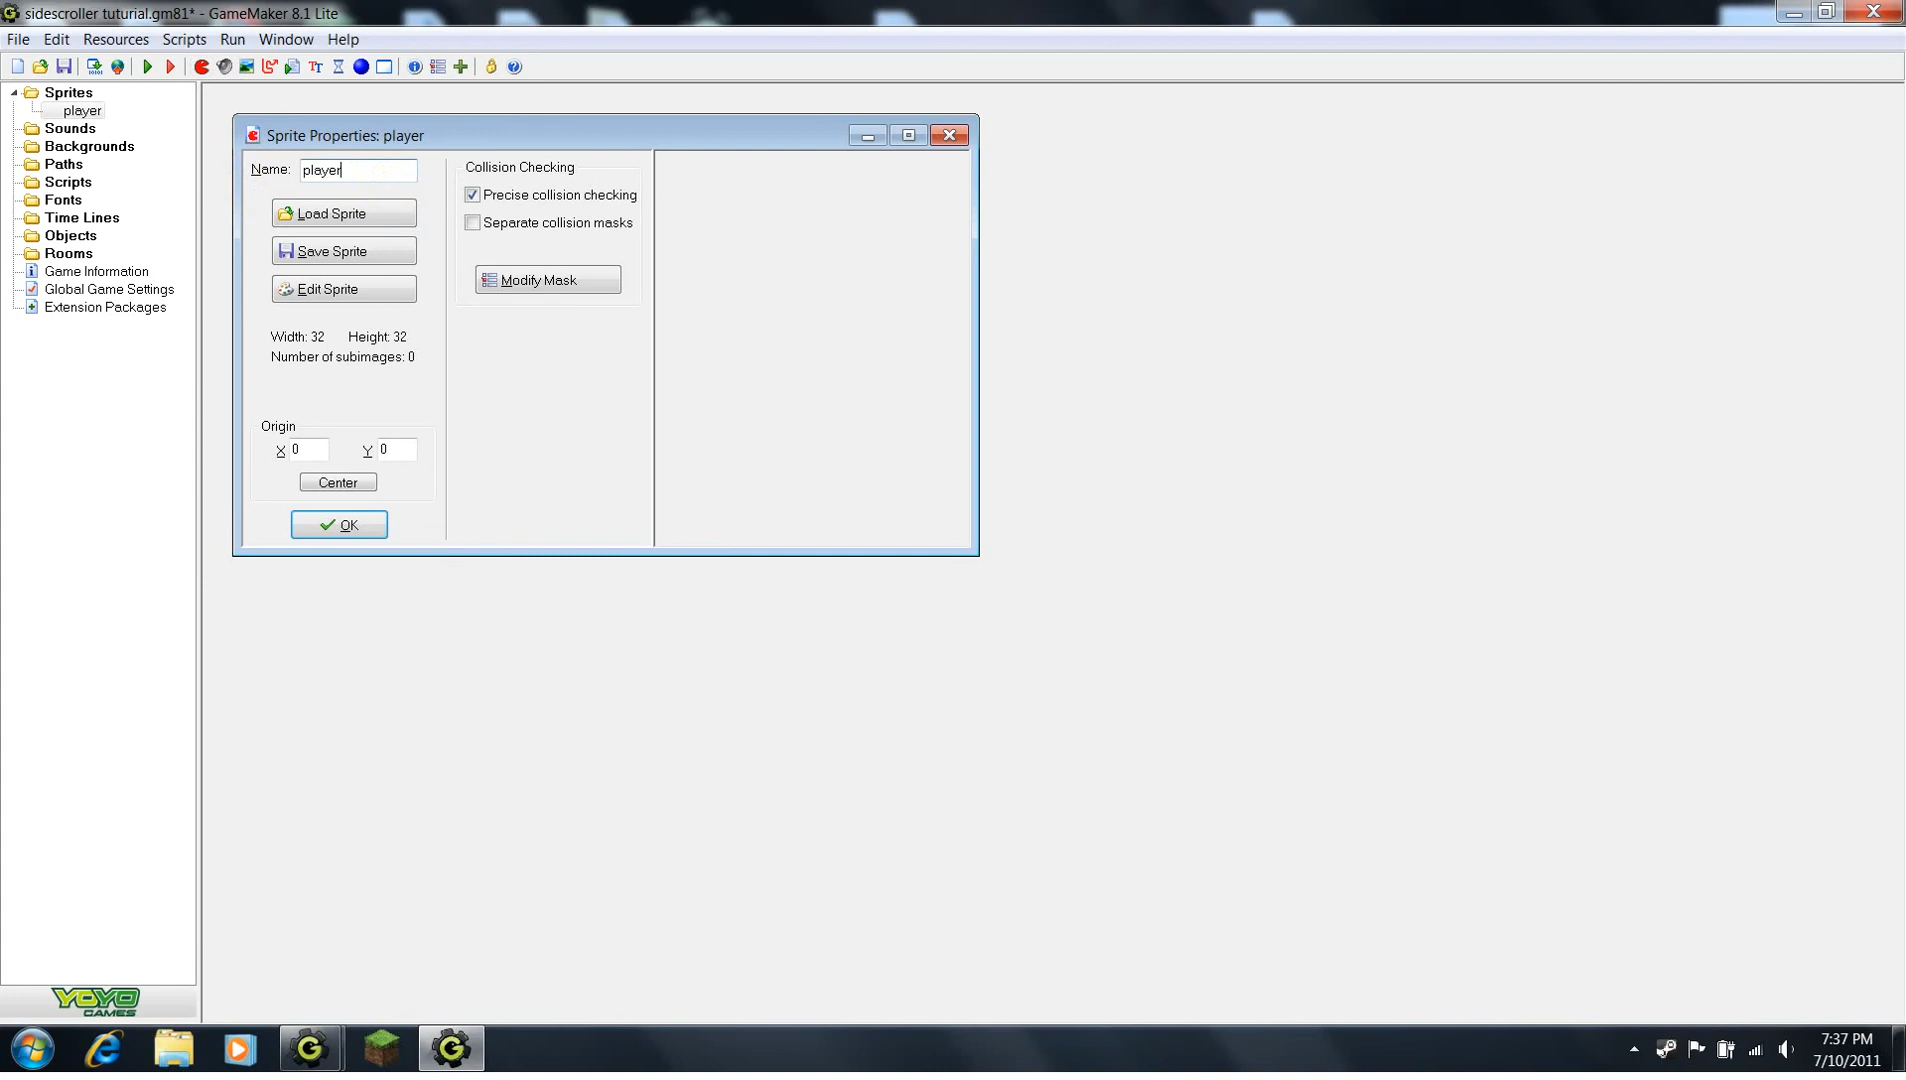 sidescroller tuturial.gm81* - GameMaker 8.1 Lite
File Edit Resources Scripts Run Window Help
Sprites
player
Sounds
Backgrounds
Paths
Scripts
Fonts
Time Lines
Objects
Rooms
Game Information
Global Game Settings
Extension Packages
Sprite Properties: player
Name: player
Load Sprite
Save Sprite
Edit Sprite
Width: 32 Height: 32
Number of subimages: 0
Origin
X 0 Y 0
Center
OK
Collision Checking
Precise collision checking
Separate collision masks
Modify Mask
YOYO
GAMES
7:37 PM
7/10/2011